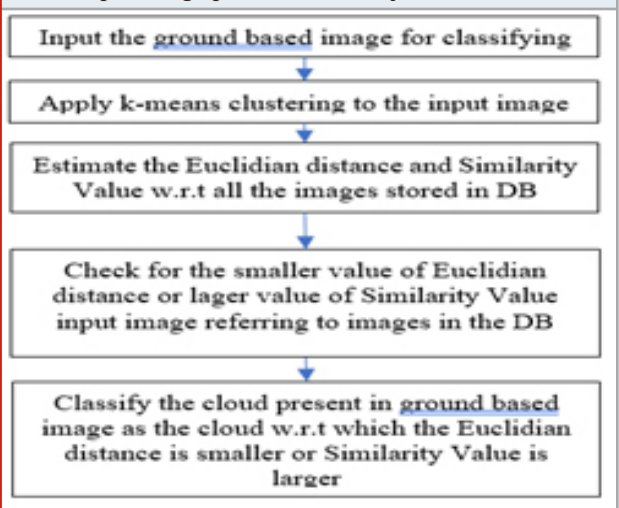 Input the ground based image for classifying
Apply k-means clustering to the input image
Estimate the Euclidian distance and Similarity
Value w.r.t all the images stored in DB
Check for the smaller value of Euclidian
distance or lager value of Similarity Value
input image referring to images in the DB
Classify the cloud present in ground based
image as the cloud w.r.t which the Euclidian
distance is smaller or Similarity Value is
larger